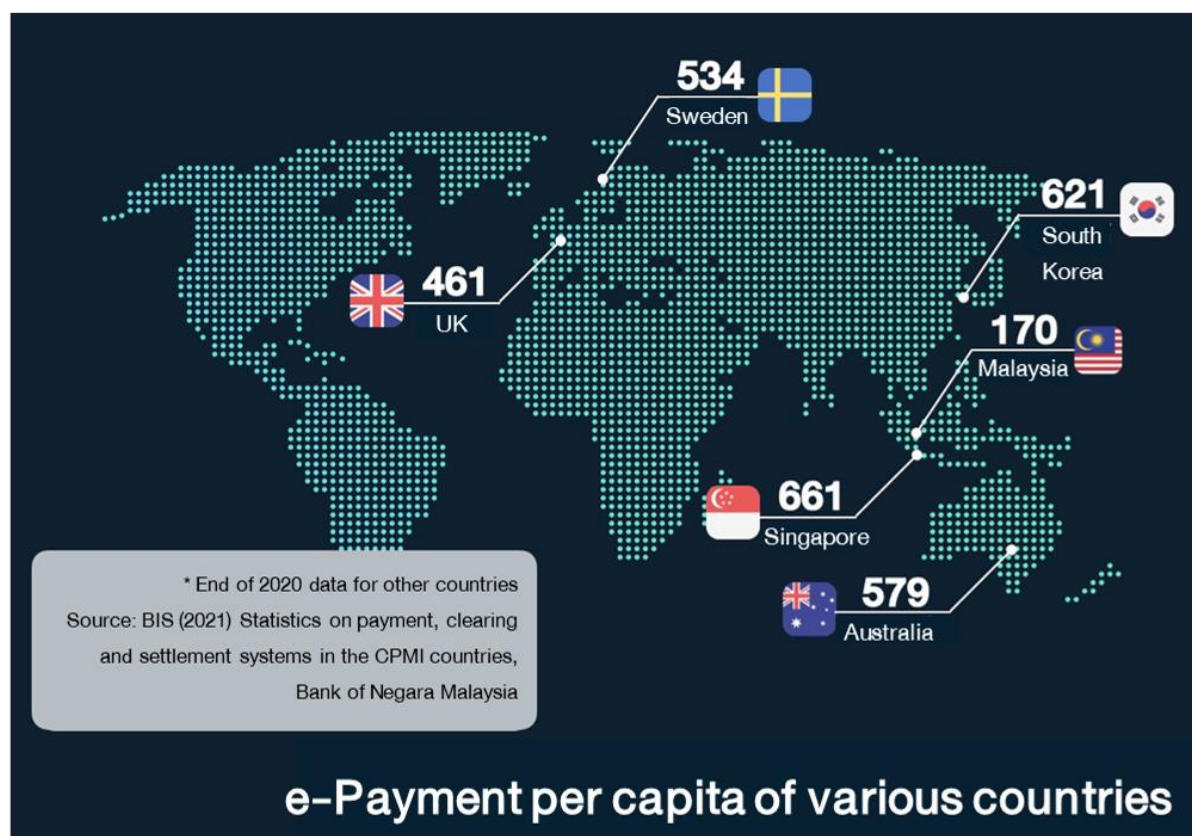 534
Sweden
621
South
Korea
461
UK
170
Malaysia
661
Singapore
579
Australia
* End of 2020 data for other countries
Source: BIS (2021) Statistics on payment, clearing
and settlement systems in the CPMI countries,
Bank of Negara Malaysia
e-Payment per capita of various countries